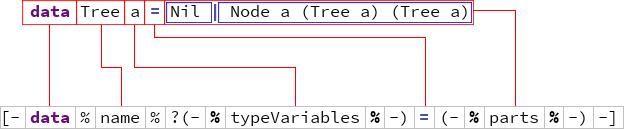 data Tree a = Nil | Node a (Tree a) (Tree a)
[- data % name % ?(- % typeVariables % -) = (- % parts % -) -]